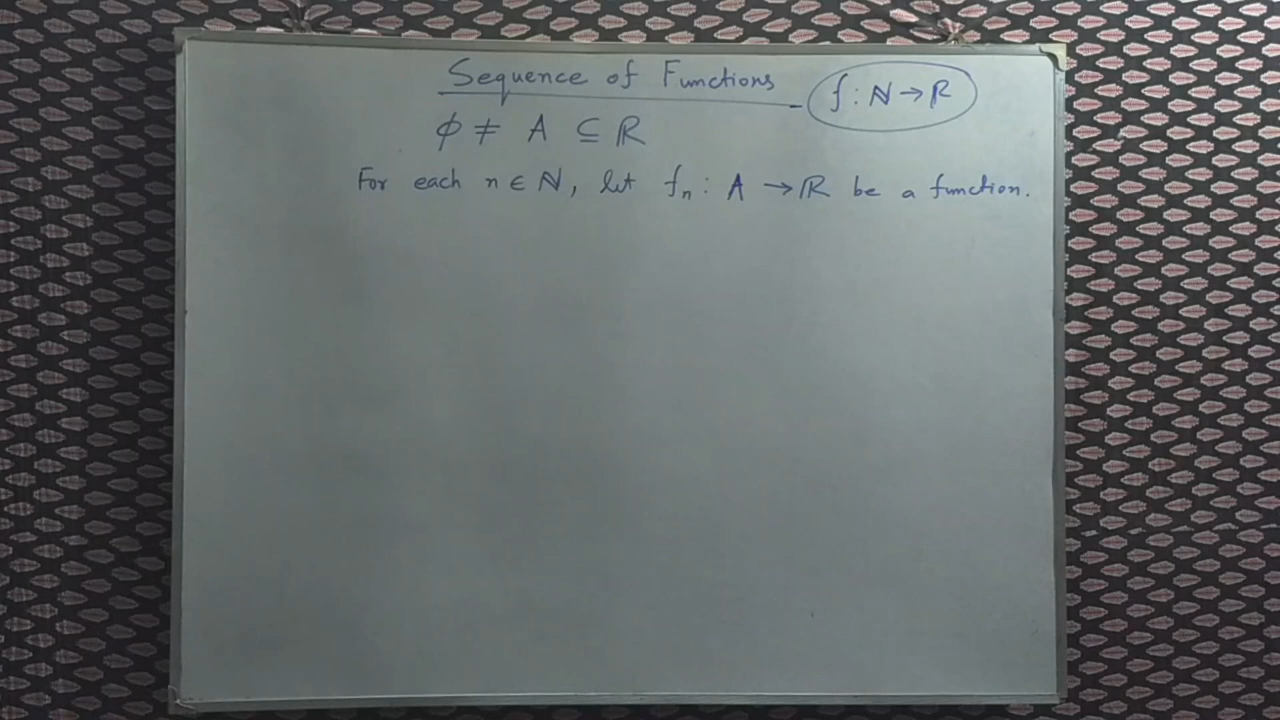 Sequence of Functions f : ℕ → ℝ
ϕ ≠ A ⊆ ℝ
For each n ∈ ℕ, let fₙ : A → ℝ be a function.